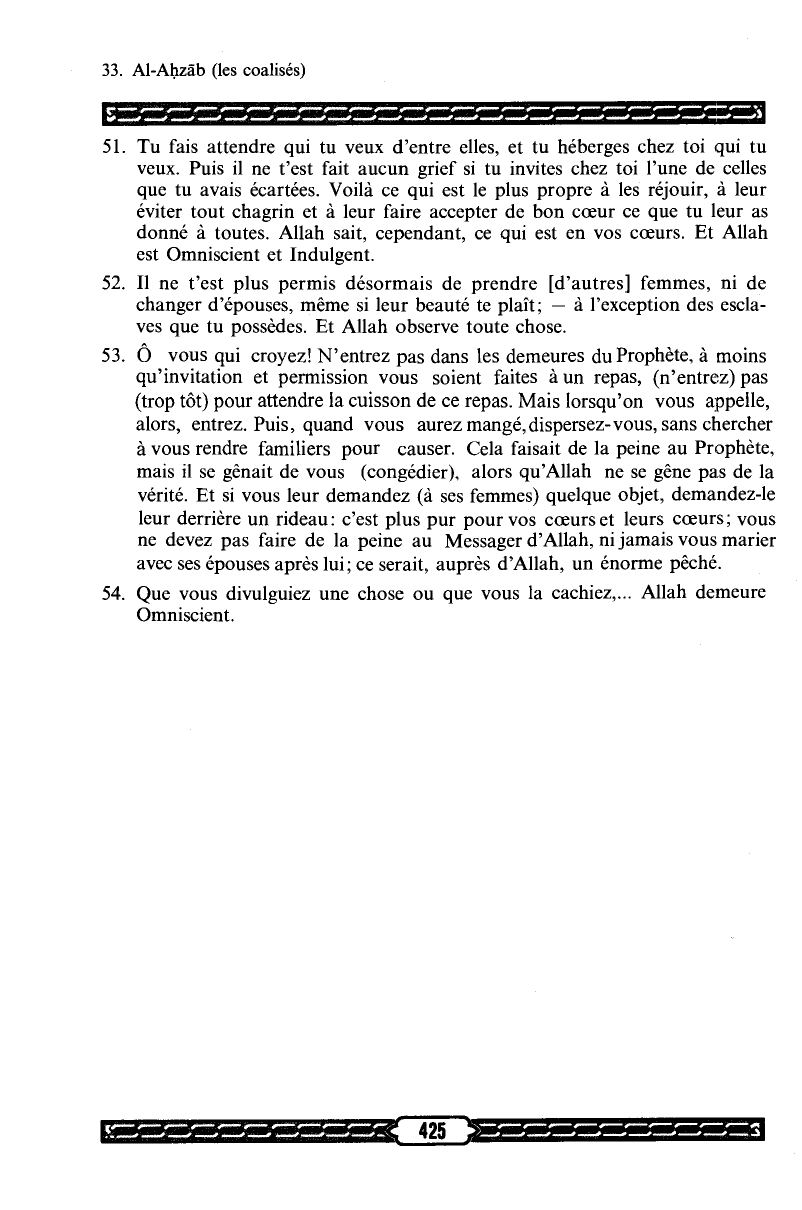 33. Al-Aḥzāb (les coalisés)
51. Tu fais attendre qui tu veux d'entre elles, et tu héberges chez toi qui tu
veux. Puis il ne t'est fait aucun grief si tu invites chez toi l'une de celles
que tu avais écartées. Voilà ce qui est le plus propre à les réjouir, à leur
éviter tout chagrin et à leur faire accepter de bon cœur ce que tu leur as
donné à toutes. Allah sait, cependant, ce qui est en vos cœurs. Et Allah
est Omniscient et Indulgent.
52. Il ne t'est plus permis désormais de prendre [d'autres] femmes, ni de
changer d'épouses, même si leur beauté te plaît; — à l'exception des escla-
ves que tu possèdes. Et Allah observe toute chose.
53. Ô vous qui croyez! N'entrez pas dans les demeures du Prophète, à moins
qu'invitation et permission vous soient faites à un repas, (n'entrez) pas
(trop tôt) pour attendre la cuisson de ce repas. Mais lorsqu'on vous appelle,
alors, entrez. Puis, quand vous aurez mangé, dispersez-vous, sans chercher
à vous rendre familiers pour causer. Cela faisait de la peine au Prophète,
mais il se gênait de vous (congédier), alors qu'Allah ne se gêne pas de la
vérité. Et si vous leur demandez (à ses femmes) quelque objet, demandez-le
leur derrière un rideau: c'est plus pur pour vos cœurs et leurs cœurs; vous
ne devez pas faire de la peine au Messager d'Allah, ni jamais vous marier
avec ses épouses après lui; ce serait, auprès d'Allah, un énorme pêché.
54. Que vous divulguiez une chose ou que vous la cachiez,... Allah demeure
Omniscient.
425